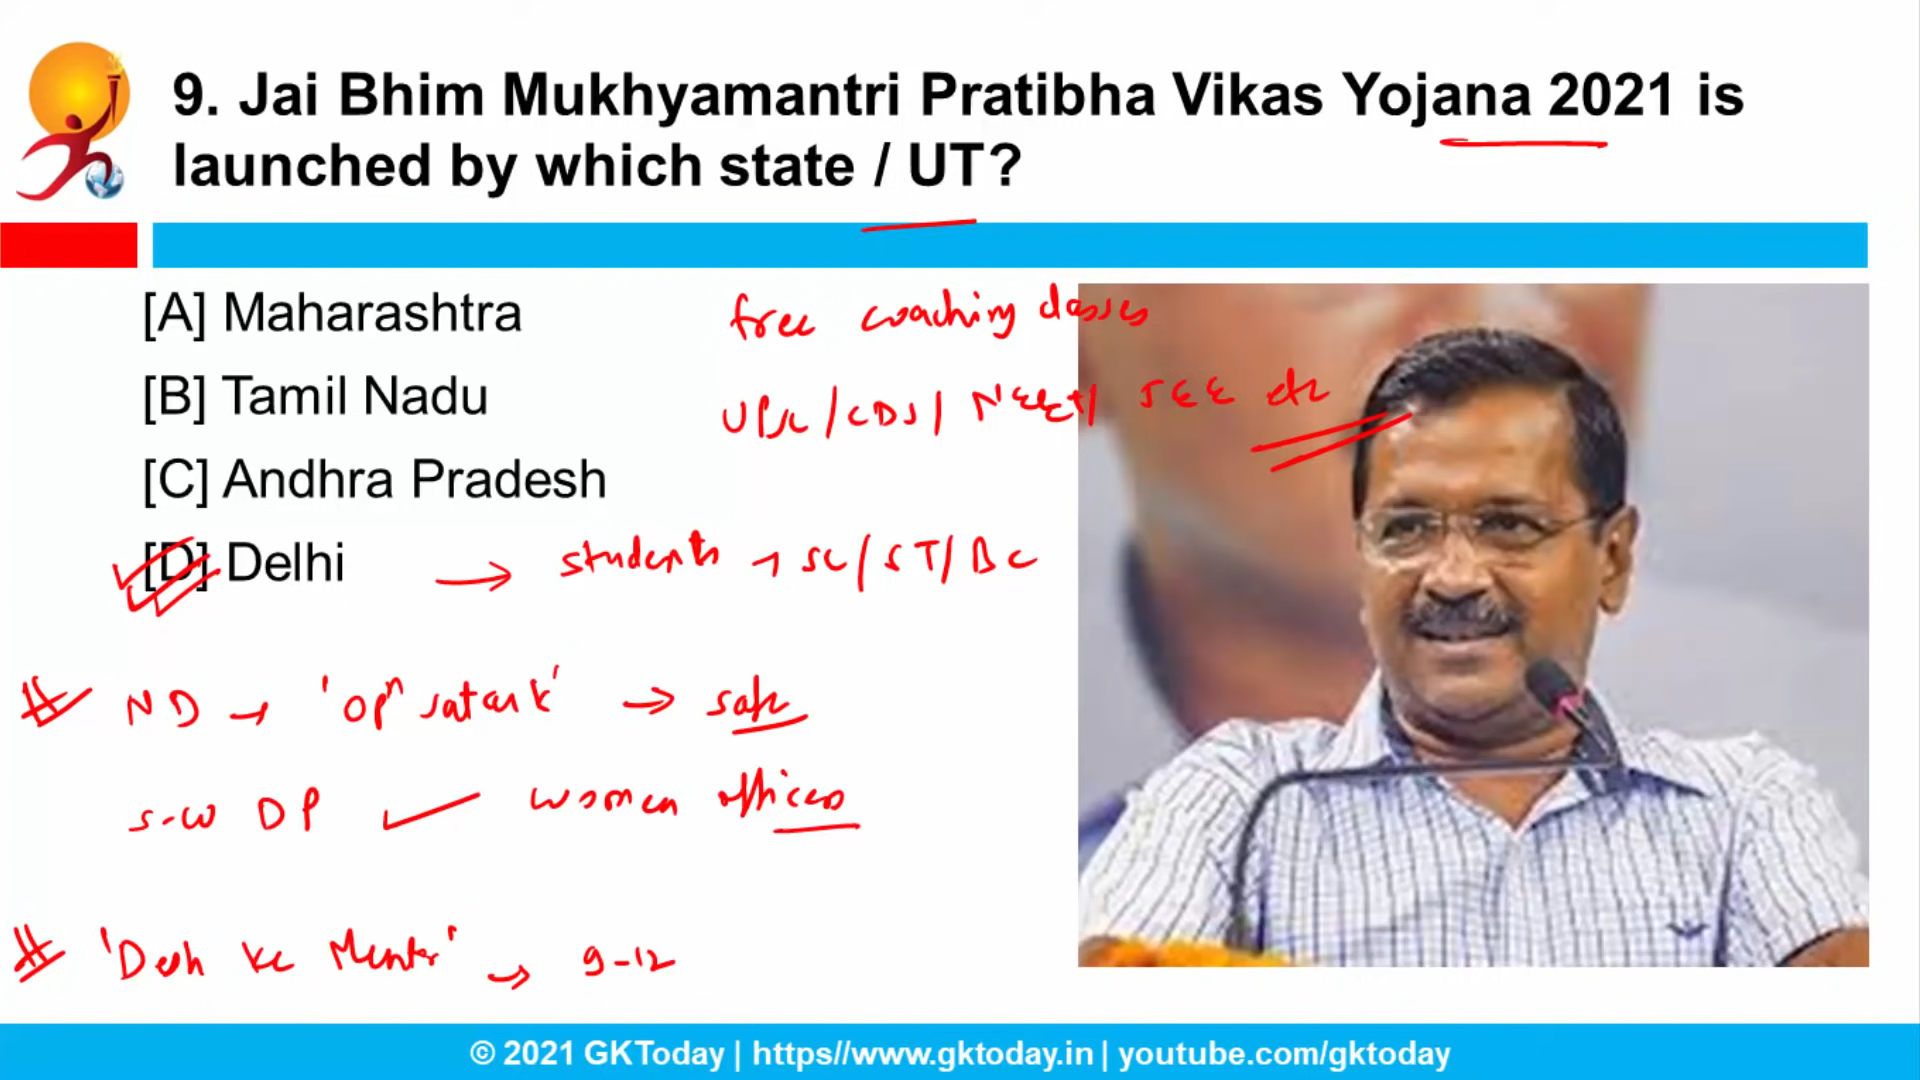 9. Jai Bhim Mukhyamantri Pratibha Vikas Yojana 2021 is
launched by which state / UT?
[A] Maharashtra
free coaching classes
[B] Tamil Nadu
UPSC / CDS / NEET / JEE etc
[C] Andhra Pradesh
[D] Delhi → students → SC/ST/BC
# ND → 'Opn satark' → safe
S-W DP women officers
# 'Desh Ke Mentor' → 9-12
© 2021 GKToday | https//www.gktoday.in | youtube.com/gktoday